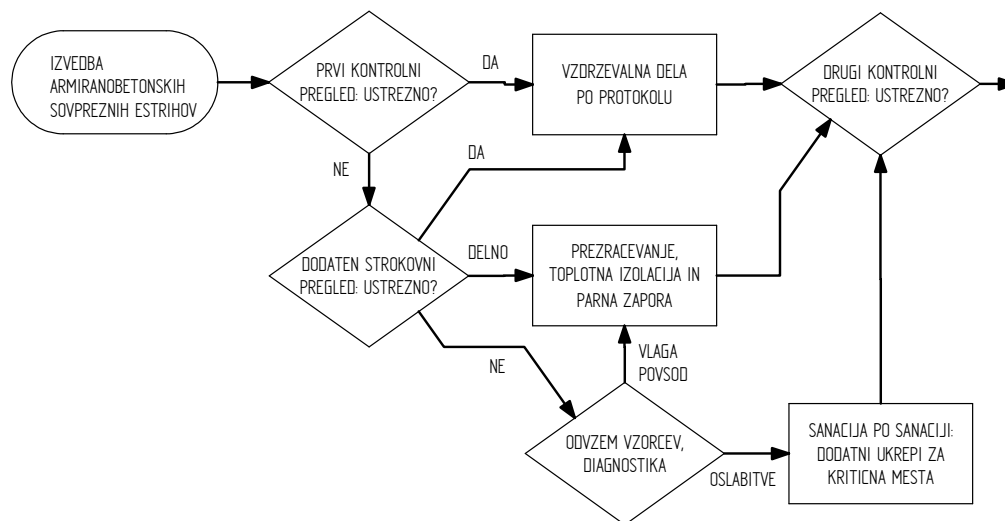 IZVEDBA
ARMIRANOBETONSKIH
SOVPREZNIH ESTRIHOV
PRVI KONTROLNI
PREGLED: USTREZNO?
DA
VZDRZEVALNA DELA
PO PROTOKOLU
DRUGI KONTROLNI
PREGLED: USTREZNO?
NE
DA
DODATEN STROKOVNI
PREGLED: USTREZNO?
DELNO
PREZRACEVANJE,
TOPLOTNA IZOLACIJA IN
PARNA ZAPORA
NE
VLAGA
POVSOD
ODVZEM VZORCEV,
DIAGNOSTIKA
OSLABITVE
SANACIJA PO SANACIJI:
DODATNI UKREPI ZA
KRITICNA MESTA